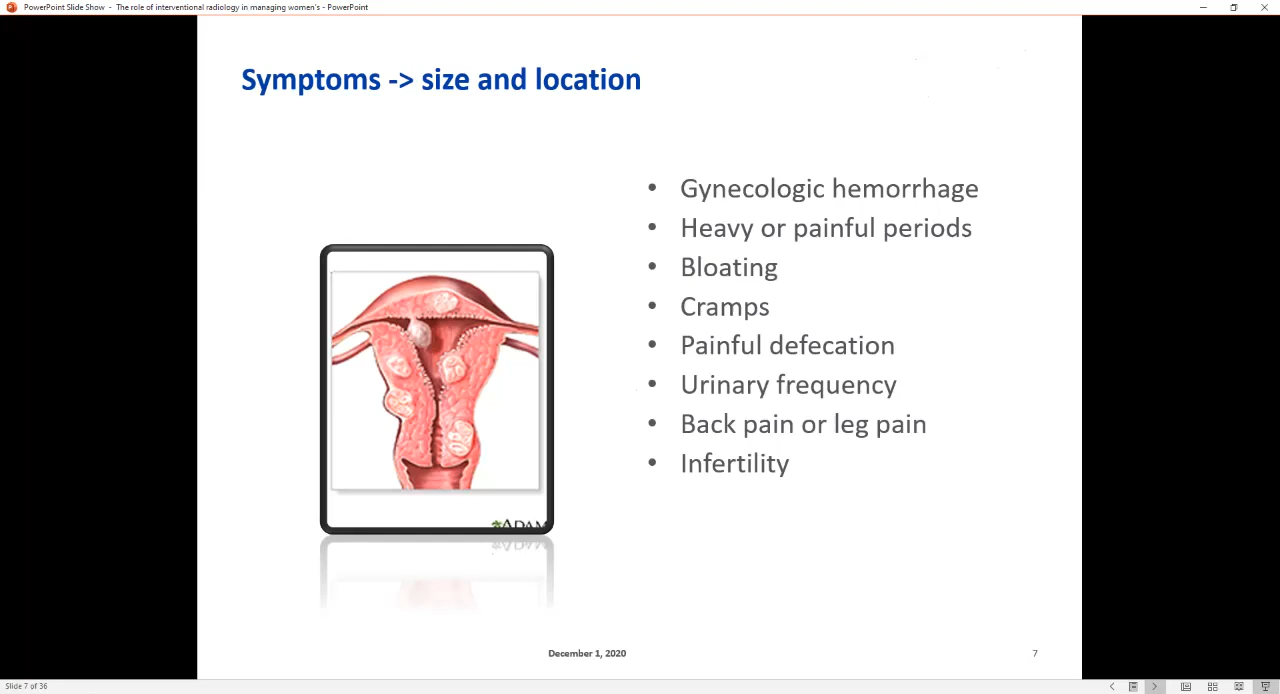 PowerPoint Slide Show - The role of interventional radiology in managing women's - PowerPoint
Symptoms -> size and location
• Gynecologic hemorrhage
• Heavy or painful periods
• Bloating
• Cramps
• Painful defecation
• Urinary frequency
• Back pain or leg pain
• Infertility
ADAM
December 1, 2020
7
Slide 7 of 36